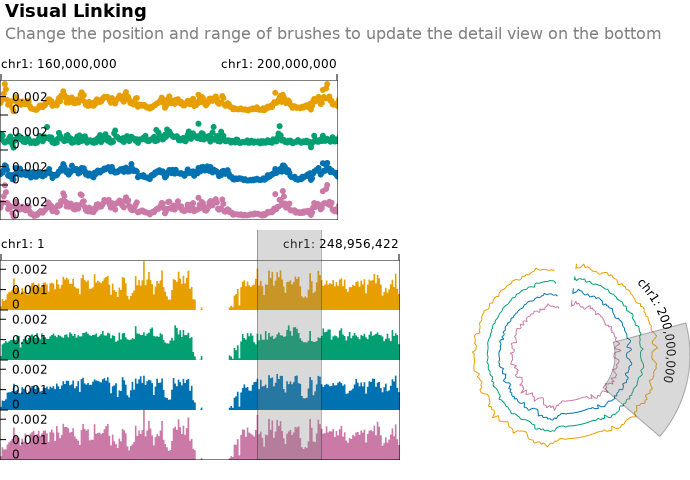 Visual Linking
Change the position and range of brushes to update the detail view on the bottom
chr1: 160,000,000 200,000,000
chr1: 200,000,000
0.002
0
0.002
0
0.002
0
0.002
0
chr1: 1
chr1: 248,956,422
0.002
0.001
0
0.002
0.001
0
0.002
0.001
0
0.002
0.001
0
chr1: 200,000,000